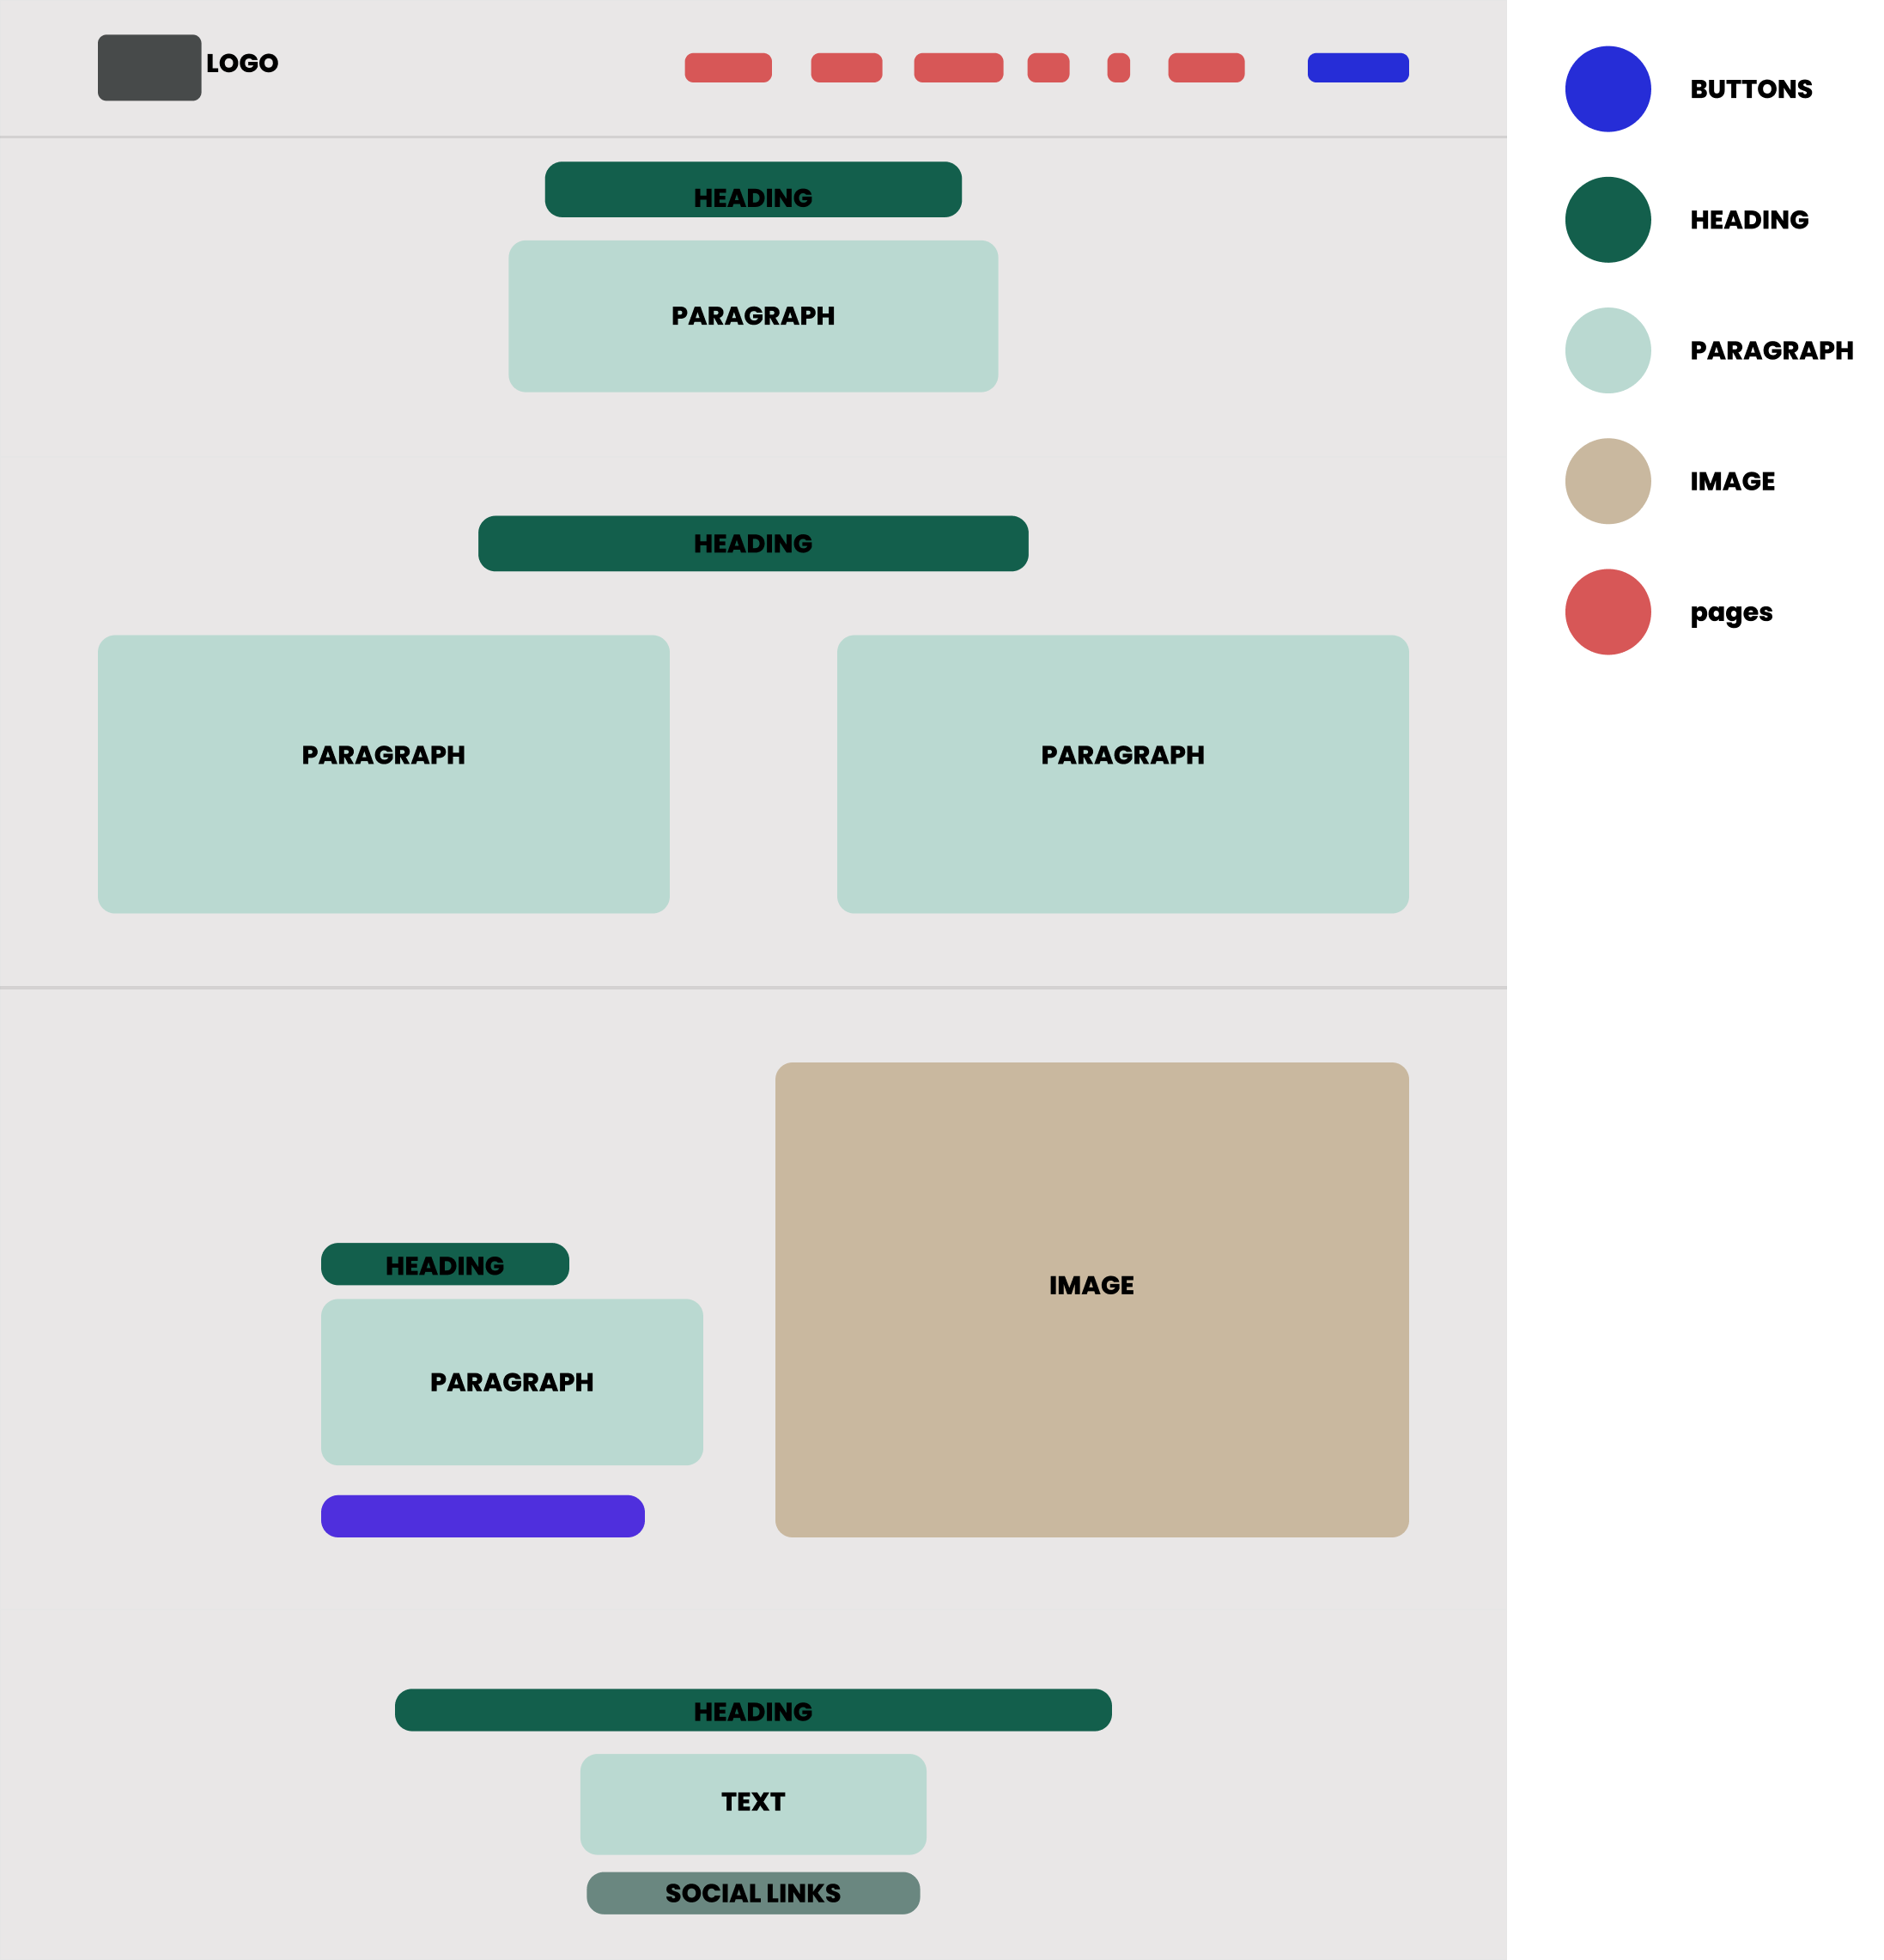 LOGO
HEADING
PARAGRAPH
HEADING
PARAGRAPH
PARAGRAPH
HEADING
PARAGRAPH
IMAGE
HEADING
TEXT
SOCIAL LINKS
BUTTONS
HEADING
PARAGRAPH
IMAGE
pages